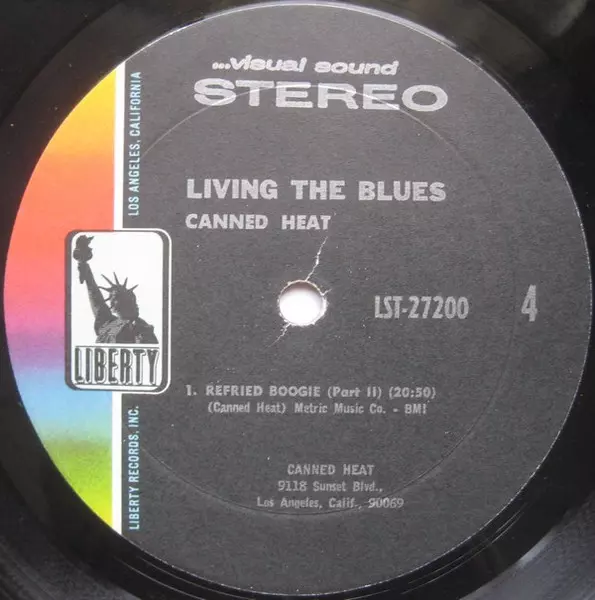 ...visual sound
STEREO
LIVING THE BLUES
CANNED HEAT
LST-27200
4
1. REFRIED BOOGIE (Part II) (20:50)
(Canned Heat) Metric Music Co. - BMI
CANNED HEAT
9118 Sunset Blvd.,
Los Angeles, Calif., 90069
LIBERTY
LIBERTY RECORDS, INC.
LOS ANGELES, CALIFORNIA